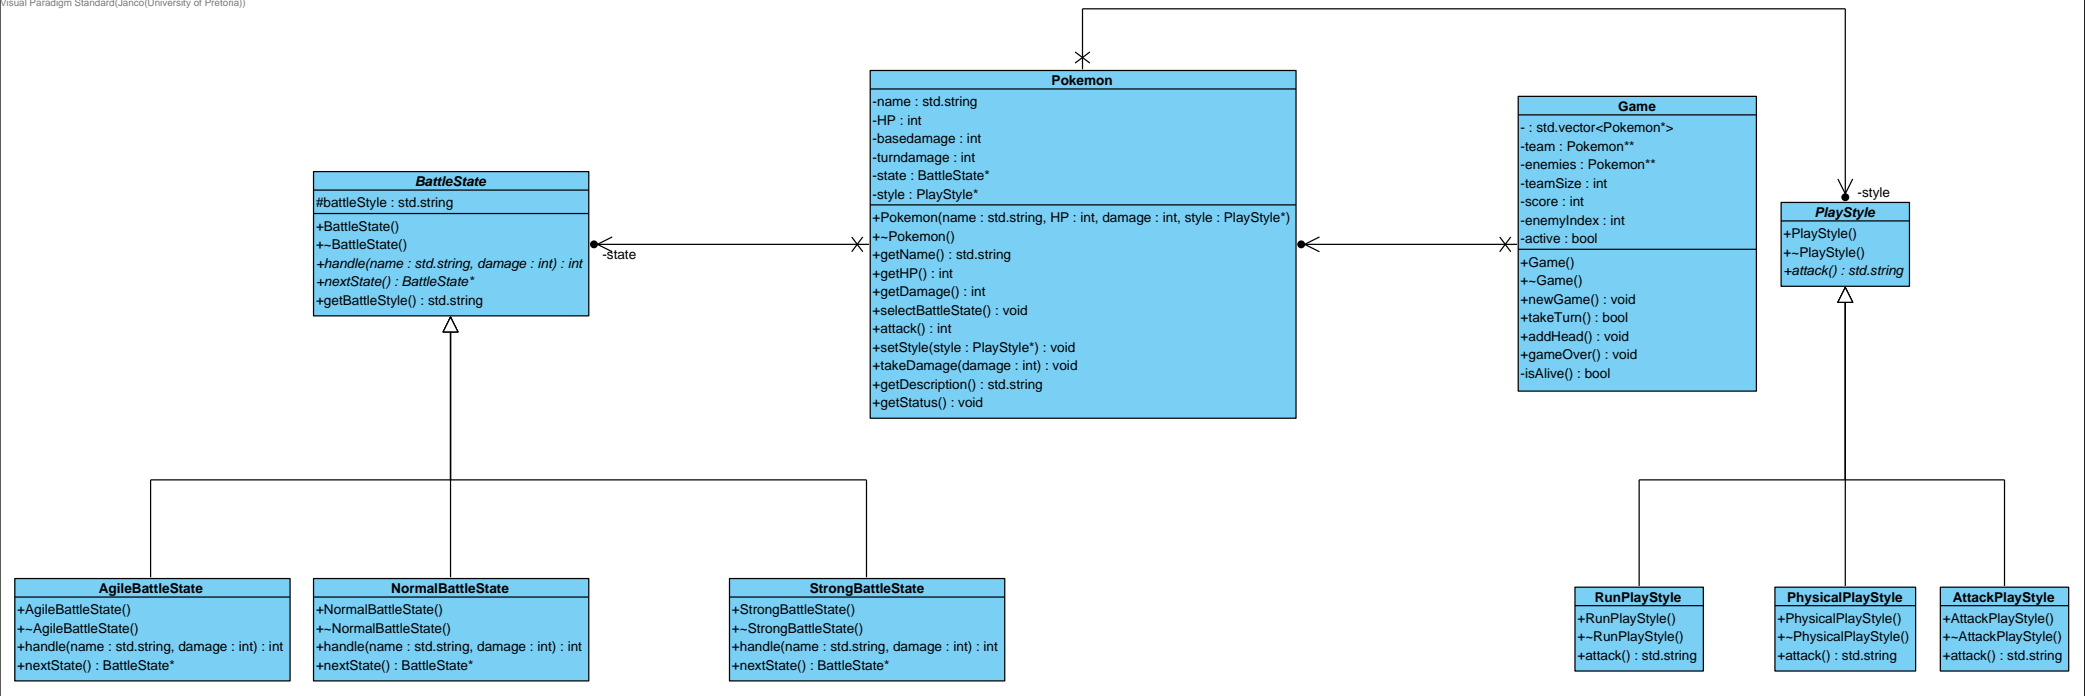 Visual Paradigm Standard(Janco(University of Pretoria))
Pokemon
-name : std.string
-HP : int
-basedamage : int
-turndamage : int
-state : BattleState*
-style : PlayStyle*
+Pokemon(name : std.string, HP : int, damage : int, style : PlayStyle*)
+~Pokemon()
+getName() : std.string
+getHP() : int
+getDamage() : int
+selectBattleState() : void
+attack() : int
+setStyle(style : PlayStyle*) : void
+takeDamage(damage : int) : void
+getDescription() : std.string
+getStatus() : void
Game
- : std.vector<Pokemon*>
-team : Pokemon**
-enemies : Pokemon**
-teamSize : int
-score : int
-enemyIndex : int
-active : bool
+Game()
+~Game()
+newGame() : void
+takeTurn() : bool
+addHead() : void
+gameOver() : void
-isAlive() : bool
BattleState
#battleStyle : std.string
+BattleState()
+~BattleState()
+handle(name : std.string, damage : int) : int
+nextState() : BattleState*
+getBattleStyle() : std.string
-state
-style
PlayStyle
+PlayStyle()
+~PlayStyle()
+attack() : std.string
AgileBattleState
+AgileBattleState()
+~AgileBattleState()
+handle(name : std.string, damage : int) : int
+nextState() : BattleState*
NormalBattleState
+NormalBattleState()
+~NormalBattleState()
+handle(name : std.string, damage : int) : int
+nextState() : BattleState*
StrongBattleState
+StrongBattleState()
+~StrongBattleState()
+handle(name : std.string, damage : int) : int
+nextState() : BattleState*
RunPlayStyle
+RunPlayStyle()
+~RunPlayStyle()
+attack() : std.string
PhysicalPlayStyle
+PhysicalPlayStyle()
+~PhysicalPlayStyle()
+attack() : std.string
AttackPlayStyle
+AttackPlayStyle()
+~AttackPlayStyle()
+attack() : std.string